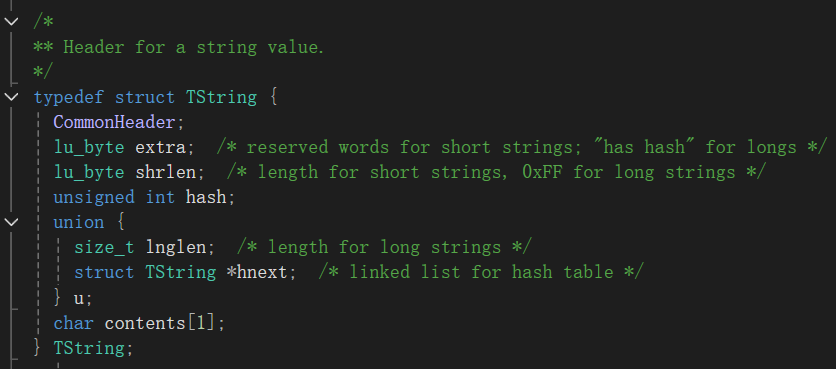 /*
** Header for a string value.
*/
typedef struct TString {
CommonHeader;
lu_byte extra;  /* reserved words for short strings; "has hash" for longs */
lu_byte shrlen;  /* length for short strings, 0xFF for long strings */
unsigned int hash;
union {
size_t lnglen;  /* length for long strings */
struct TString *hnext;  /* linked list for hash table */
} u;
char contents[1];
} TString;